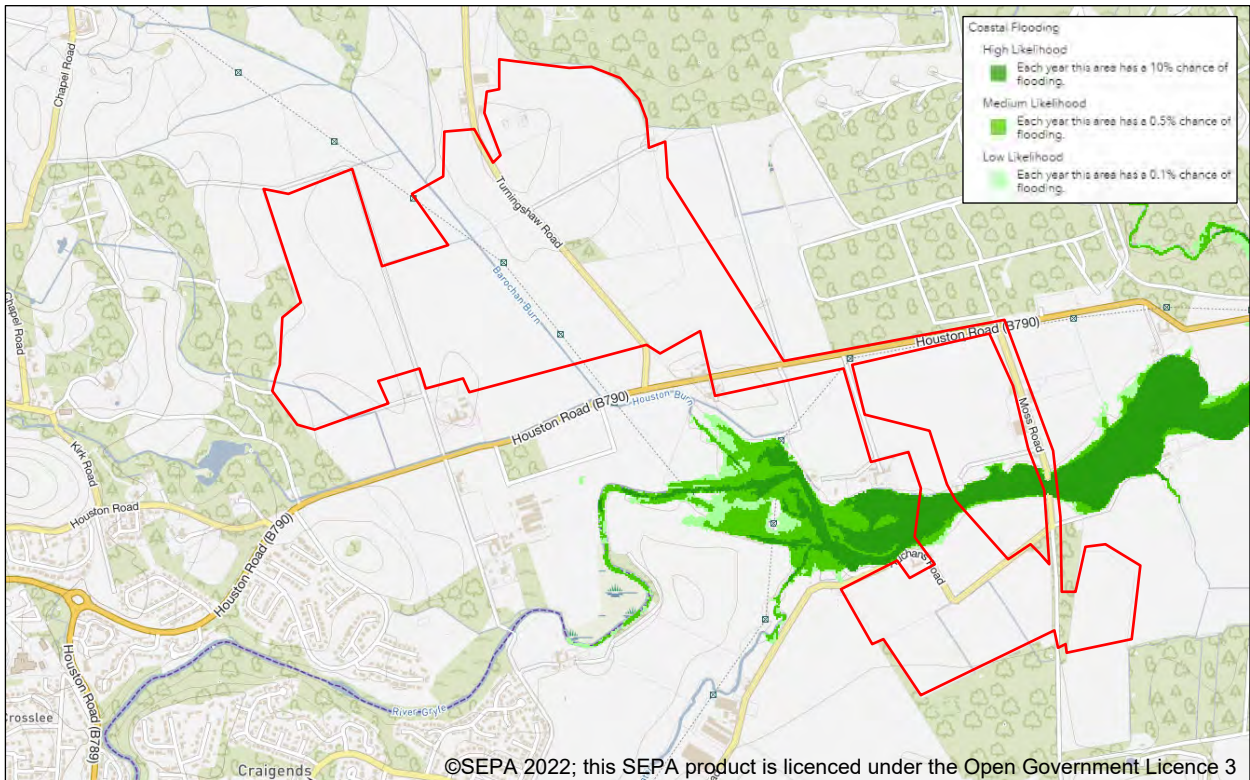 Coastal Flooding
High Likelihood
Each year this area has a 10% chance of
flooding.
Medium Likelihood
Each year this area has a 0.5% chance of
flooding.
Low Likelihood
Each year this area has a 0.1% chance of
flooding.
Chapel Road
Turningshaw Road
Barochan Burn
Chapel Road
Houston Road (B790)
Houston Road (B790)
Houston Burn
Moss Road
Kirk Road
Houston Road
Houston Road (B790)
Road
Houston Road (B789)
River Gryfe
Crosslee
Craigends
©SEPA 2022; this SEPA product is licenced under the Open Government Licence 3